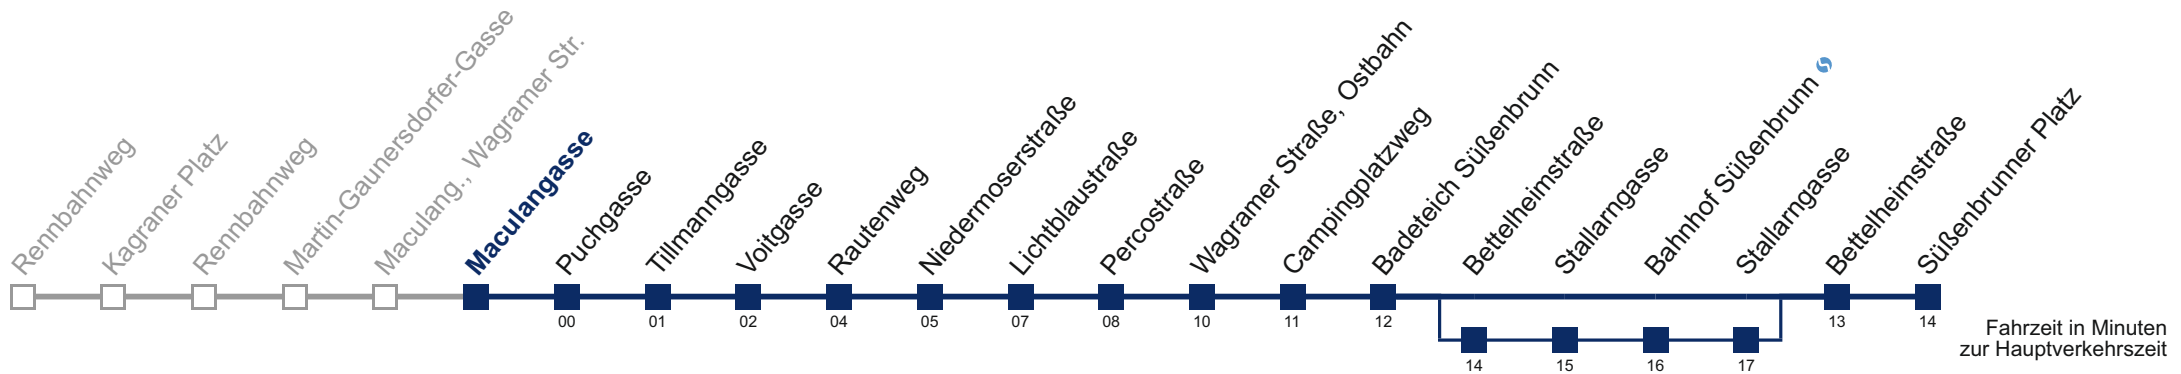 Rennbahnweg
Kagraner Platz
Rennbahnweg
Martin-Gaunersdorfer-Gasse
Maculang., Wagramer Str.
Maculangasse
Puchgasse
Tillmanngasse
Voitgasse
Rautenweg
Niedermoserstraße
Lichtblaustraße
Percostraße
Wagramer Straße, Ostbahn
Campingplatzweg
Badeteich Süßenbrunn
Bettelheimstraße
Stallarngasse
Bahnhof Süßenbrunn
Stallarngasse
Bettelheimstraße
Süßenbrunner Platz
00 01 02 04 05 07 08 10 11 12 13 14
14 15 16 17
Fahrzeit in Minuten
zur Hauptverkehrszeit